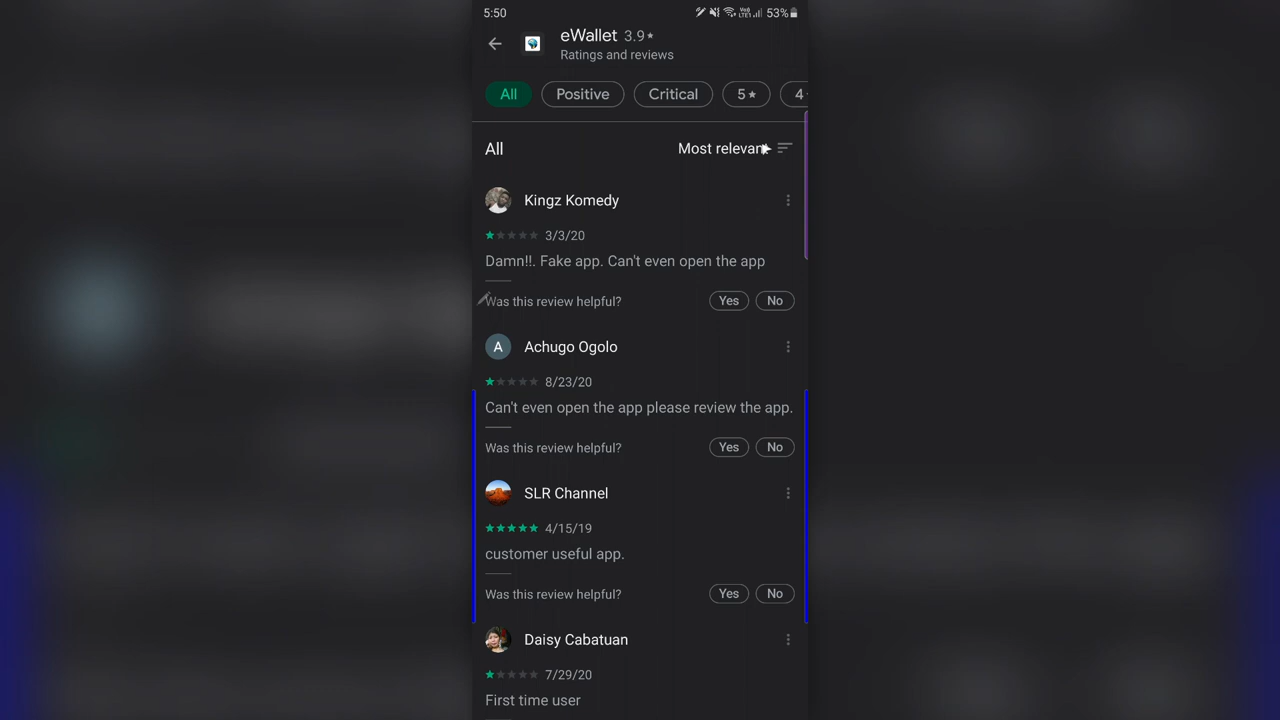 5:50
53%
eWallet 3.9★
Ratings and reviews
All Positive Critical 5★ 4
All Most relevant
Kingz Komedy
3/3/20
Damn!!. Fake app. Can't even open the app
Was this review helpful? Yes No
A Achugo Ogolo
8/23/20
Can't even open the app please review the app.
Was this review helpful? Yes No
SLR Channel
4/15/19
customer useful app.
Was this review helpful? Yes No
Daisy Cabatuan
7/29/20
First time user